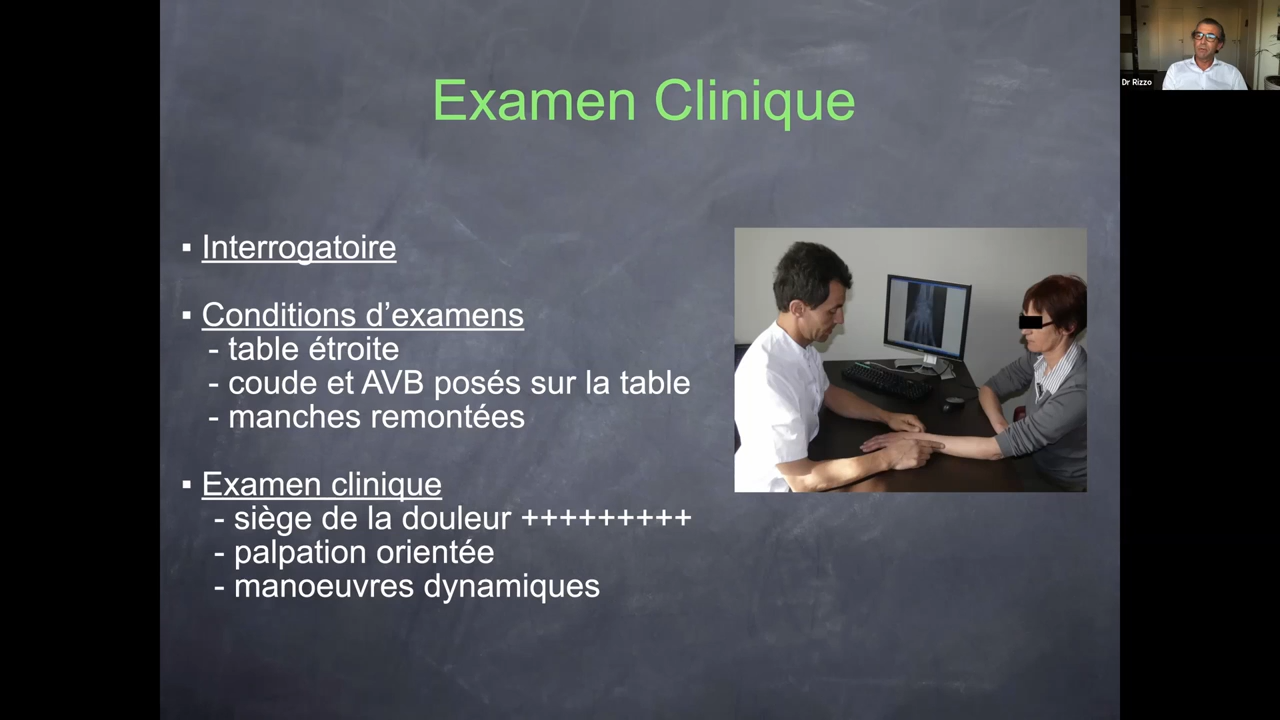 Examen Clinique
▪ Interrogatoire
▪ Conditions d’examens
- table étroite
- coude et AVB posés sur la table
- manches remontées
▪ Examen clinique
- siège de la douleur +++++++++
- palpation orientée
- manoeuvres dynamiques
Dr Rizzo